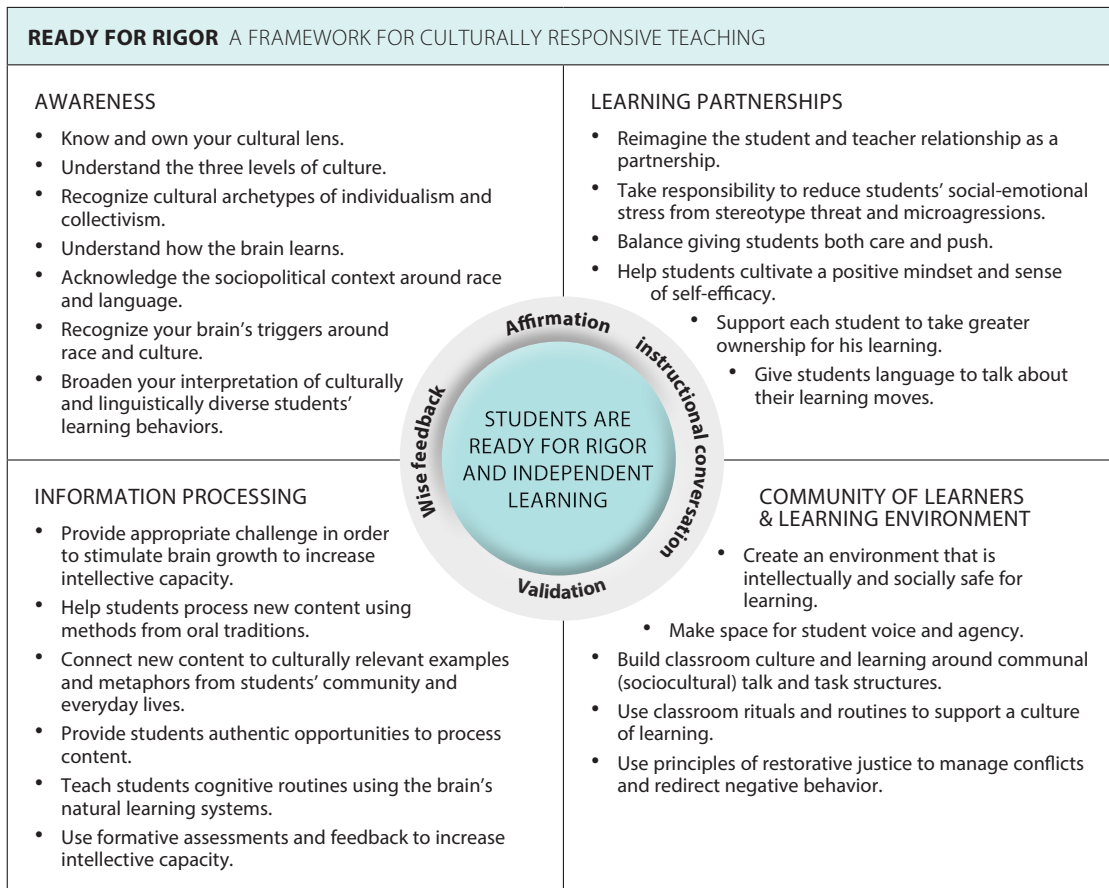 READY FOR RIGOR A FRAMEWORK FOR CULTURALLY RESPONSIVE TEACHING
AWARENESS
• Know and own your cultural lens.
• Understand the three levels of culture.
• Recognize cultural archetypes of individualism and
collectivism.
• Understand how the brain learns.
• Acknowledge the sociopolitical context around race
and language.
• Recognize your brain's triggers around
race and culture.
• Broaden your interpretation of culturally
and linguistically diverse students'
learning behaviors.
LEARNING PARTNERSHIPS
• Reimagine the student and teacher relationship as a
partnership.
• Take responsibility to reduce students' social-emotional
stress from stereotype threat and microagressions.
• Balance giving students both care and push.
• Help students cultivate a positive mindset and sense
of self-efficacy.
• Support each student to take greater
ownership for his learning.
• Give students language to talk about
their learning moves.
Affirmation
instructional conversation
Validation
Wise feedback
STUDENTS ARE
READY FOR RIGOR
AND INDEPENDENT
LEARNING
INFORMATION PROCESSING
• Provide appropriate challenge in order
to stimulate brain growth to increase
intellective capacity.
• Help students process new content using
methods from oral traditions.
• Connect new content to culturally relevant examples
and metaphors from students' community and
everyday lives.
• Provide students authentic opportunities to process
content.
• Teach students cognitive routines using the brain's
natural learning systems.
• Use formative assessments and feedback to increase
intellective capacity.
COMMUNITY OF LEARNERS
& LEARNING ENVIRONMENT
• Create an environment that is
intellectually and socially safe for
learning.
• Make space for student voice and agency.
• Build classroom culture and learning around communal
(sociocultural) talk and task structures.
• Use classroom rituals and routines to support a culture
of learning.
• Use principles of restorative justice to manage conflicts
and redirect negative behavior.